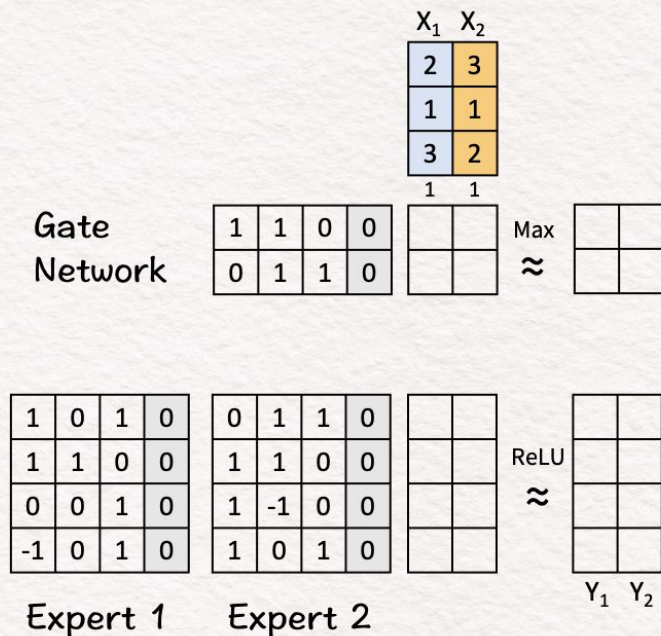 X₁ X₂
2 3
1 1
3 2
1 1
Gate
Network
1 1 0 0
0 1 1 0
Max
≈
1 0 1 0
1 1 0 0
0 0 1 0
-1 0 1 0
0 1 1 0
1 1 0 0
1 -1 0 0
1 0 1 0
ReLU
≈
Y₁ Y₂
Expert 1
Expert 2